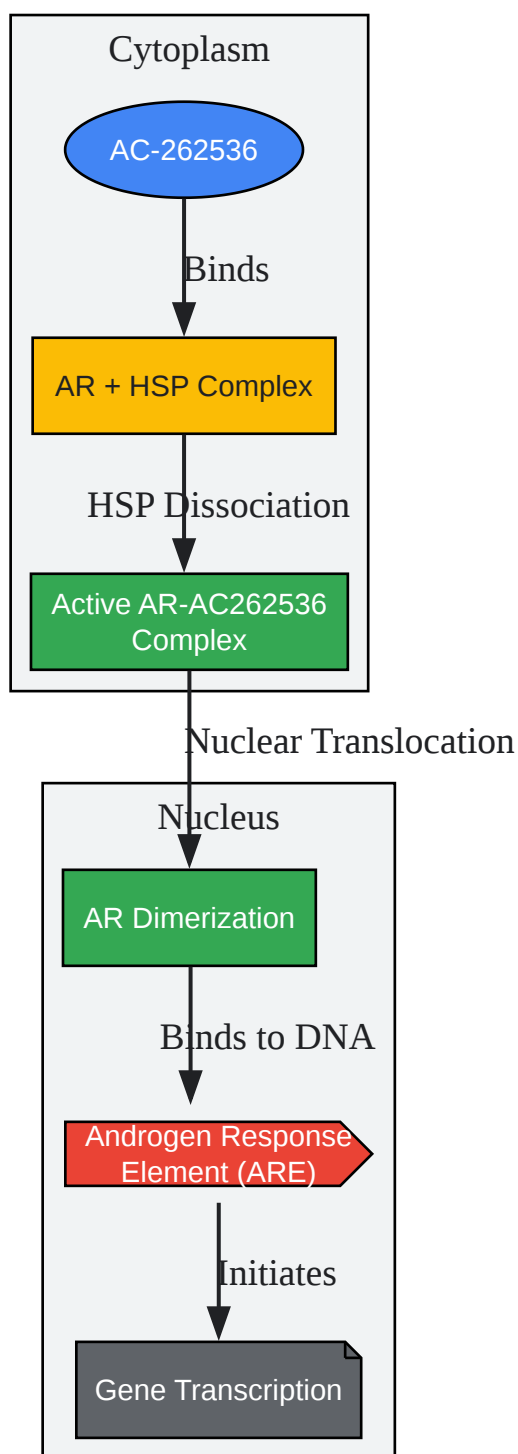 Cytoplasm
AC-262536
Binds
AR + HSP Complex
HSP Dissociation
Active AR-AC262536
Complex
Nuclear Translocation
Nucleus
AR Dimerization
Binds to DNA
Androgen Response
Element (ARE)
Initiates
Gene Transcription